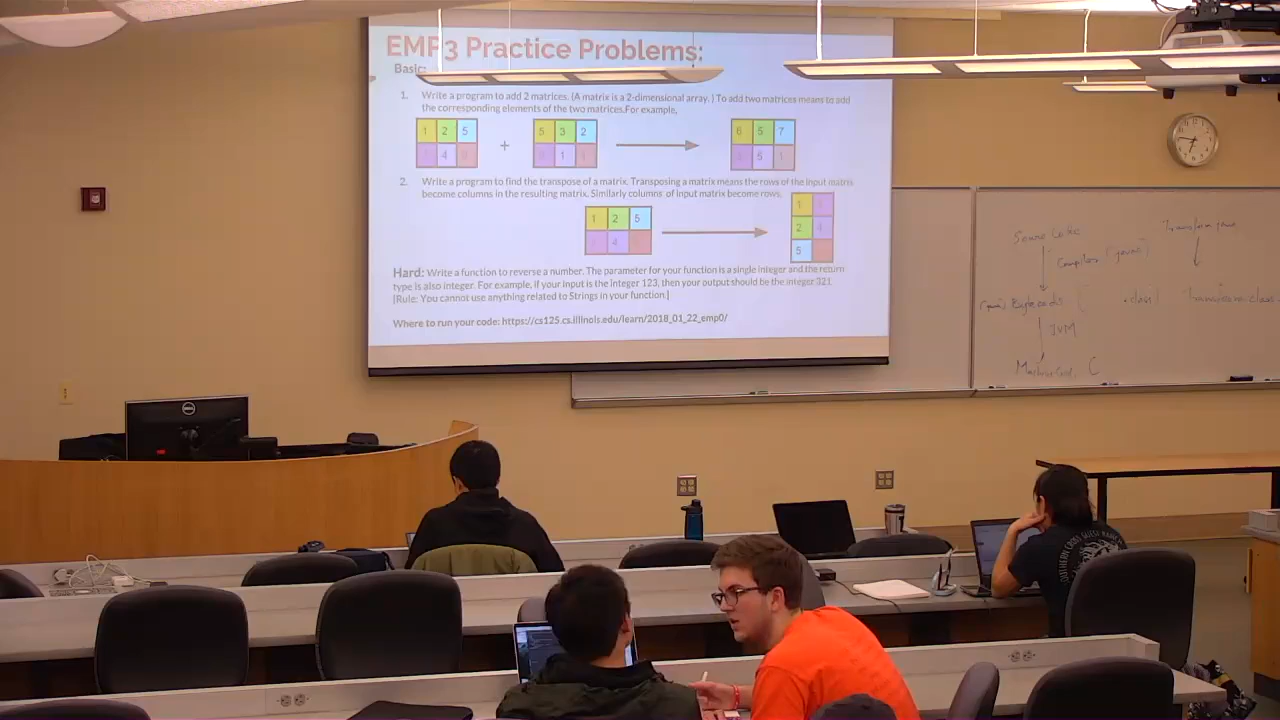 EMP3 Practice Problems:
Basic:
1. Write a program to add 2 matrices. (A matrix is a 2-dimensional array. ) To add two matrices means to add
the corresponding elements of the two matrices.For example,
1 2 5 + 5 3 2 6 5 7
4 1 5
2. Write a program to find the transpose of a matrix. Transposing a matrix means the rows of the input matrix
become columns in the resulting matrix. Similarly columns of input matrix become rows.
1 2 5
4
1
2 4
5
Hard: Write a function to reverse a number. The parameter for your function is a single integer and the return
type is also integer. For example, if your input is the integer 123, then your output should be the integer 321.
[Rule: You cannot use anything related to Strings in your function.]
Where to run your code: https://cs125.cs.illinois.edu/learn/2018_01_22_emp0/
Source Code
Compiler (javac)
Bytecode
JVM
C
DELL